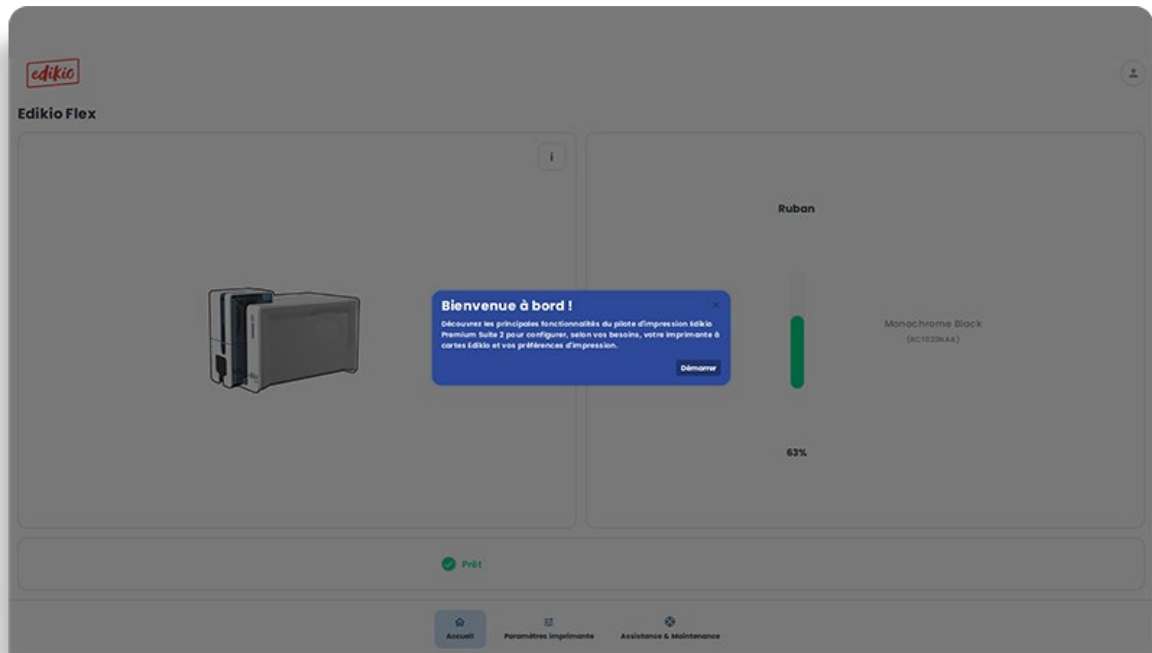 edikio
Edikio Flex
i
Ruban
Monochrome Black
(RCT023NAA)
63%
Bienvenue à bord !
Découvrez les principales fonctionnalités du pilote d'impression Edikio
Premium Suite 2 pour configurer, selon vos besoins, votre imprimante à
cartes Edikio et vos préférences d'impression.
Démarrer
Prêt
Accueil
Paramètres imprimante
Assistance & Maintenance